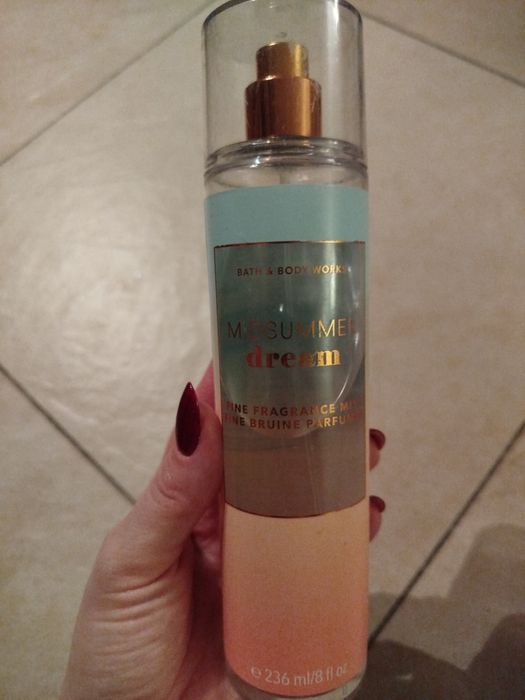 BATH & BODY WORKS
MIDSUMMER
dream
FINE FRAGRANCE MIST
FINE BRUINE PARFUMÉE
℮ 236 ml/8 fl oz